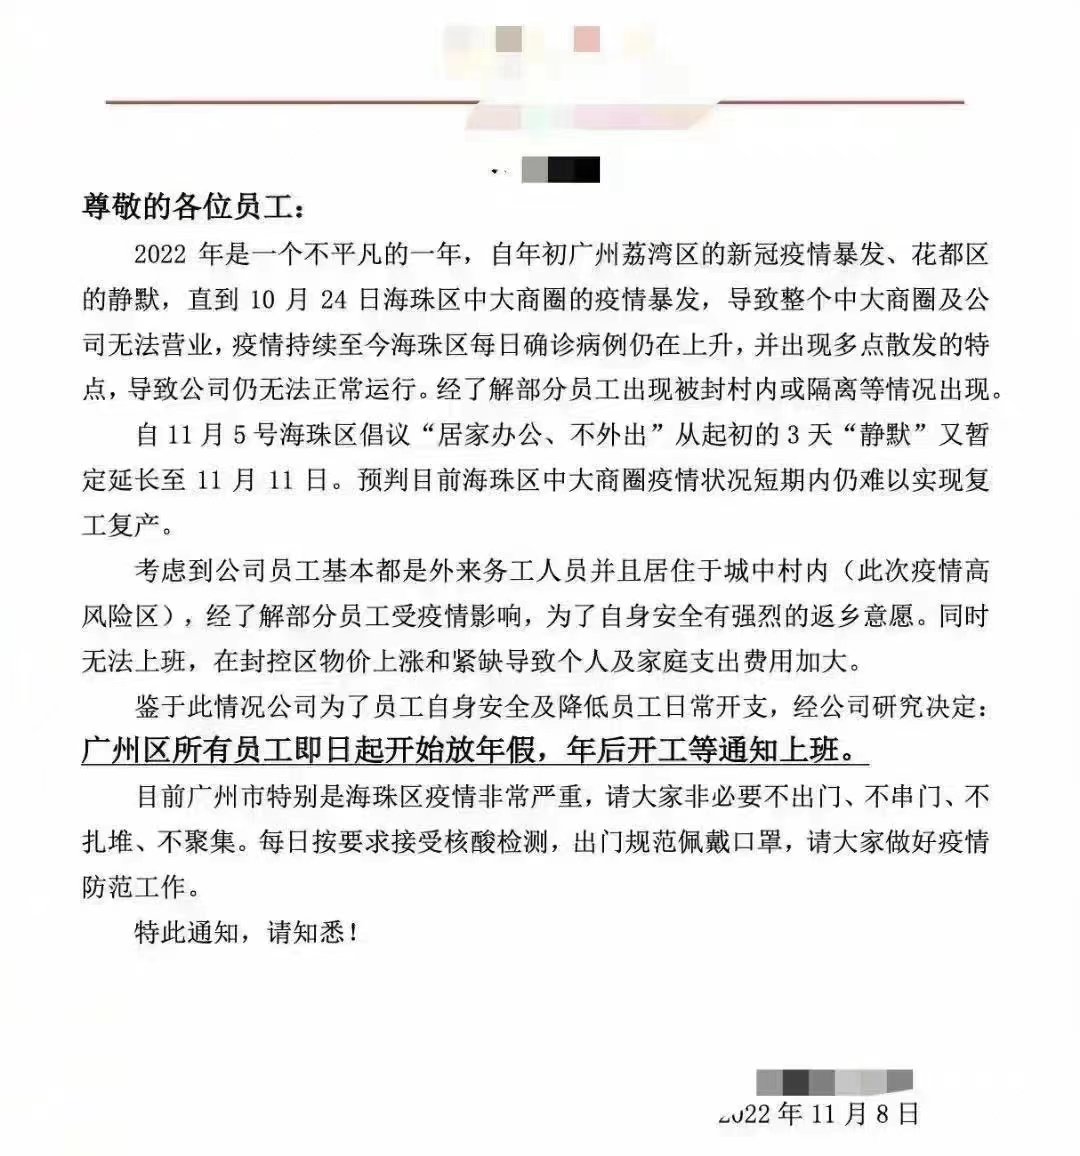 尊敬的各位员工：
2022 年是一个不平凡的一年，自年初广州荔湾区的新冠疫情暴发、花都区
的静默，直到 10 月 24 日海珠区中大商圈的疫情暴发，导致整个中大商圈及公
司无法营业，疫情持续至今海珠区每日确诊病例仍在上升，并出现多点散发的特
点，导致公司仍无法正常运行。经了解部分员工出现被封村内或隔离等情况出现。
自 11 月 5 号海珠区倡议“居家办公、不外出”从起初的 3 天“静默”又暂
定延长至 11 月 11 日。预判目前海珠区中大商圈疫情状况短期内仍难以实现复
工复产。
考虑到公司员工基本都是外来务工人员并且居住于城中村内（此次疫情高
风险区），经了解部分员工受疫情影响，为了自身安全有强烈的返乡意愿。同时
无法上班，在封控区物价上涨和紧缺导致个人及家庭支出费用加大。
鉴于此情况公司为了员工自身安全及降低员工日常开支，经公司研究决定：
广州区所有员工即日起开始放年假，年后开工等通知上班。
目前广州市特别是海珠区疫情非常严重，请大家非必要不出门、不串门、不
扎堆、不聚集。每日按要求接受核酸检测，出门规范佩戴口罩，请大家做好疫情
防范工作。
特此通知，请知悉！
2022 年 11 月 8 日